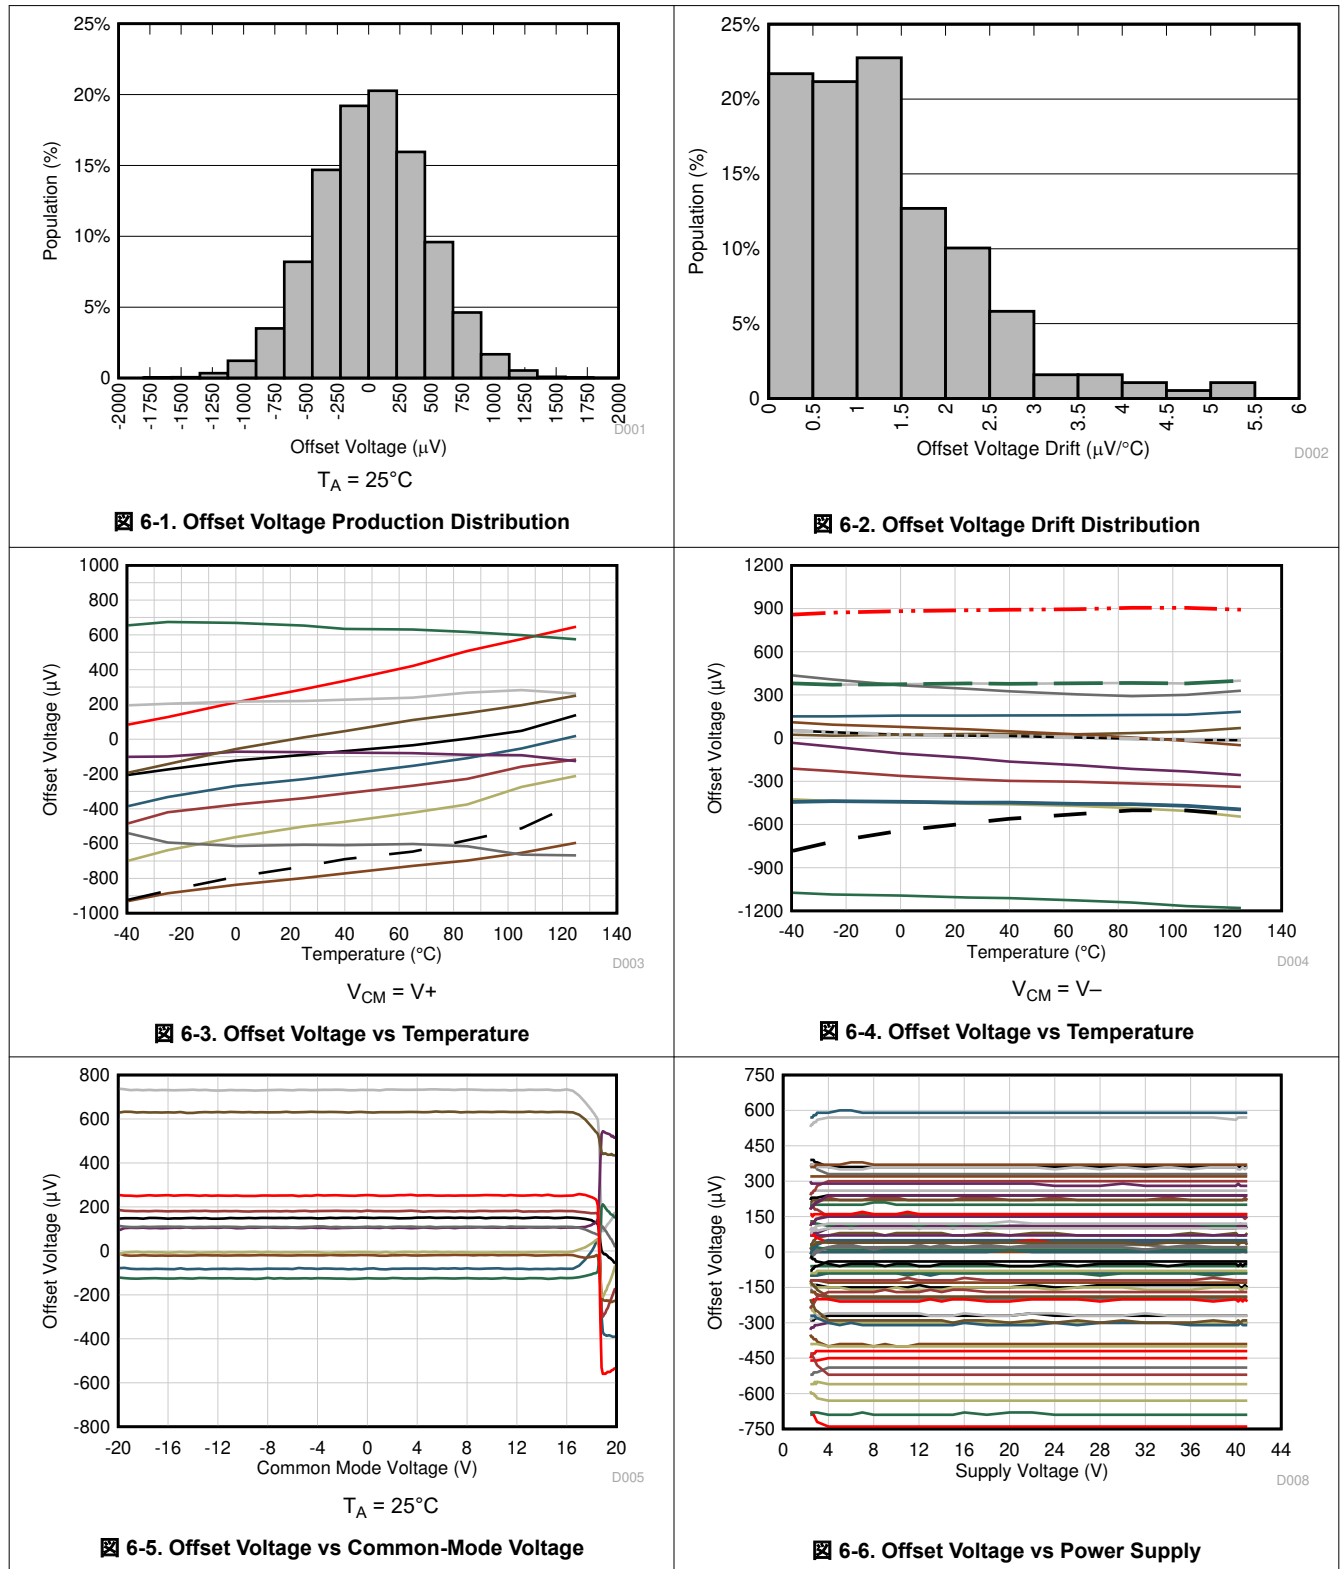 25%
20%
15%
10%
5%
0
Population (%)
-2000
-1750
-1500
-1250
-1000
-750
-500
-250
0
250
500
750
1000
1250
1500
1750
2000
D001
Offset Voltage (µV)
T_A = 25°C
図 6-1. Offset Voltage Production Distribution
25%
20%
15%
10%
5%
0
Population (%)
0
0.5
1
1.5
2
2.5
3
3.5
4
4.5
5
5.5
6
Offset Voltage Drift (µV/°C)
D002
図 6-2. Offset Voltage Drift Distribution
1000
800
600
400
200
0
-200
-400
-600
-800
-1000
Offset Voltage (µV)
-40 -20 0 20 40 60 80 100 120 140
Temperature (°C)
D003
V_CM = V+
図 6-3. Offset Voltage vs Temperature
1200
900
600
300
0
-300
-600
-900
-1200
Offset Voltage (µV)
-40 -20 0 20 40 60 80 100 120 140
Temperature (°C)
D004
V_CM = V–
図 6-4. Offset Voltage vs Temperature
800
600
400
200
0
-200
-400
-600
-800
Offset Voltage (µV)
-20 -16 -12 -8 -4 0 4 8 12 16 20
Common Mode Voltage (V)
D005
T_A = 25°C
図 6-5. Offset Voltage vs Common-Mode Voltage
750
600
450
300
150
0
-150
-300
-450
-600
-750
Offset Voltage (µV)
0 4 8 12 16 20 24 28 32 36 40 44
Supply Voltage (V)
D008
図 6-6. Offset Voltage vs Power Supply